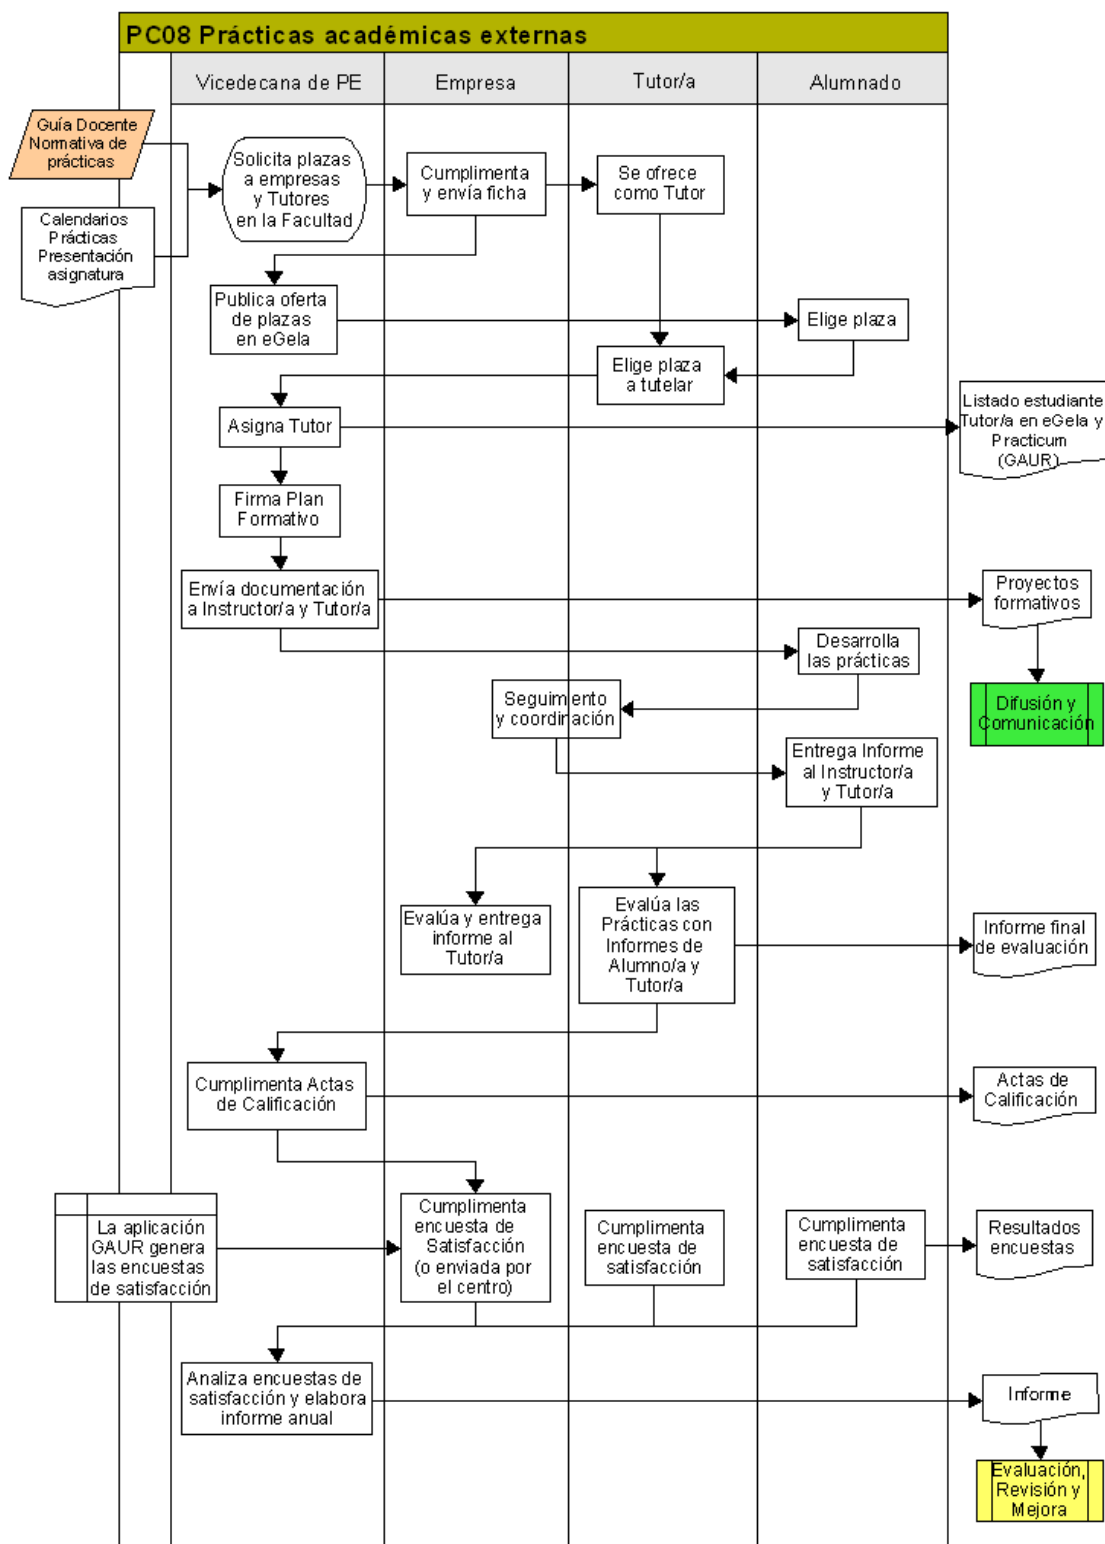 PC08 Prácticas académicas externas
Vicedecana de PE
Empresa
Tutor/a
Alumnado
Guía Docente
Normativa de
prácticas
Calendarios
Prácticas
Presentación
asignatura
Solicita plazas
a empresas
y Tutores
en la Facultad
Cumplimenta
y envía ficha
Se ofrece
como Tutor
Publica oferta
de plazas
en eGela
Elige plaza
Elige plaza
a tutelar
Asigna Tutor
Listado estudiante
Tutor/a en eGela y
Practicum
(GAUR)
Firma Plan
Formativo
Envía documentación
a Instructor/a y Tutor/a
Proyectos
formativos
Desarrolla
las prácticas
Seguimento
y coordinación
Difusión y
Comunicación
Entrega Informe
al Instructor/a
y Tutor/a
Evalúa y entrega
informe al
Tutor/a
Evalúa las
Prácticas con
Informes de
Alumno/a y
Tutor/a
Informe final
de evaluación
Cumplimenta Actas
de Calificación
Actas de
Calificación
La aplicación
GAUR genera
las encuestas
de satisfacción
Cumplimenta
encuesta de
Satisfacción
(o enviada por
el centro)
Cumplimenta
encuesta de
satisfacción
Cumplimenta
encuesta de
satisfacción
Resultados
encuestas
Analiza encuestas de
satisfacción y elabora
informe anual
Informe
Evaluación,
Revisión y
Mejora